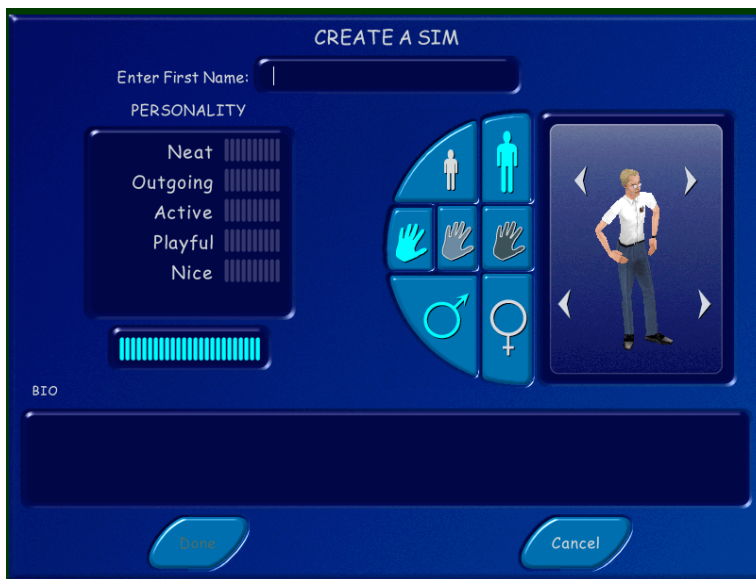 CREATE A SIM
Enter First Name:
PERSONALITY
Neat
Outgoing
Active
Playful
Nice
BIO
Done
Cancel